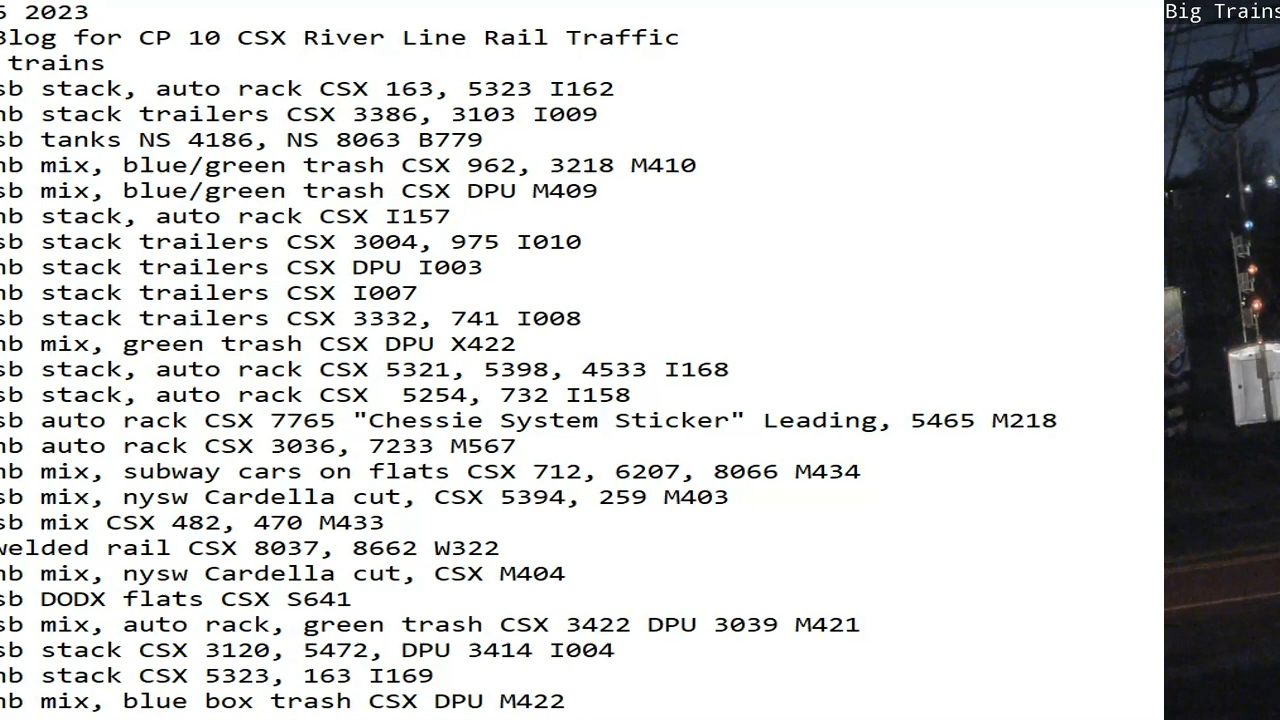 5 2023
Blog for CP 10 CSX River Line Rail Traffic
trains
sb stack, auto rack CSX 163, 5323 I162
nb stack trailers CSX 3386, 3103 I009
sb tanks NS 4186, NS 8063 B779
nb mix, blue/green trash CSX 962, 3218 M410
sb mix, blue/green trash CSX DPU M409
nb stack, auto rack CSX I157
sb stack trailers CSX 3004, 975 I010
nb stack trailers CSX DPU I003
nb stack trailers CSX I007
sb stack trailers CSX 3332, 741 I008
nb mix, green trash CSX DPU X422
sb stack, auto rack CSX 5321, 5398, 4533 I168
sb stack, auto rack CSX  5254, 732 I158
sb auto rack CSX 7765 "Chessie System Sticker" Leading, 5465 M218
nb auto rack CSX 3036, 7233 M567
nb mix, subway cars on flats CSX 712, 6207, 8066 M434
sb mix, nysw Cardella cut, CSX 5394, 259 M403
sb mix CSX 482, 470 M433
welded rail CSX 8037, 8662 W322
nb mix, nysw Cardella cut, CSX M404
sb DODX flats CSX S641
sb mix, auto rack, green trash CSX 3422 DPU 3039 M421
sb stack CSX 3120, 5472, DPU 3414 I004
nb stack CSX 5323, 163 I169
nb mix, blue box trash CSX DPU M422
Big Trains